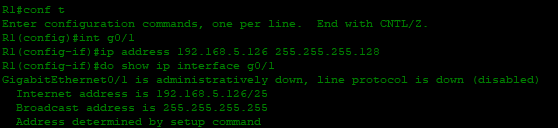 R1#conf t
Enter configuration commands, one per line.  End with CNTL/Z.
R1(config)#int g0/1
R1(config-if)#ip address 192.168.5.126 255.255.255.128
R1(config-if)#do show ip interface g0/1
GigabitEthernet0/1 is administratively down, line protocol is down (disabled)
  Internet address is 192.168.5.126/25
  Broadcast address is 255.255.255.255
  Address determined by setup command